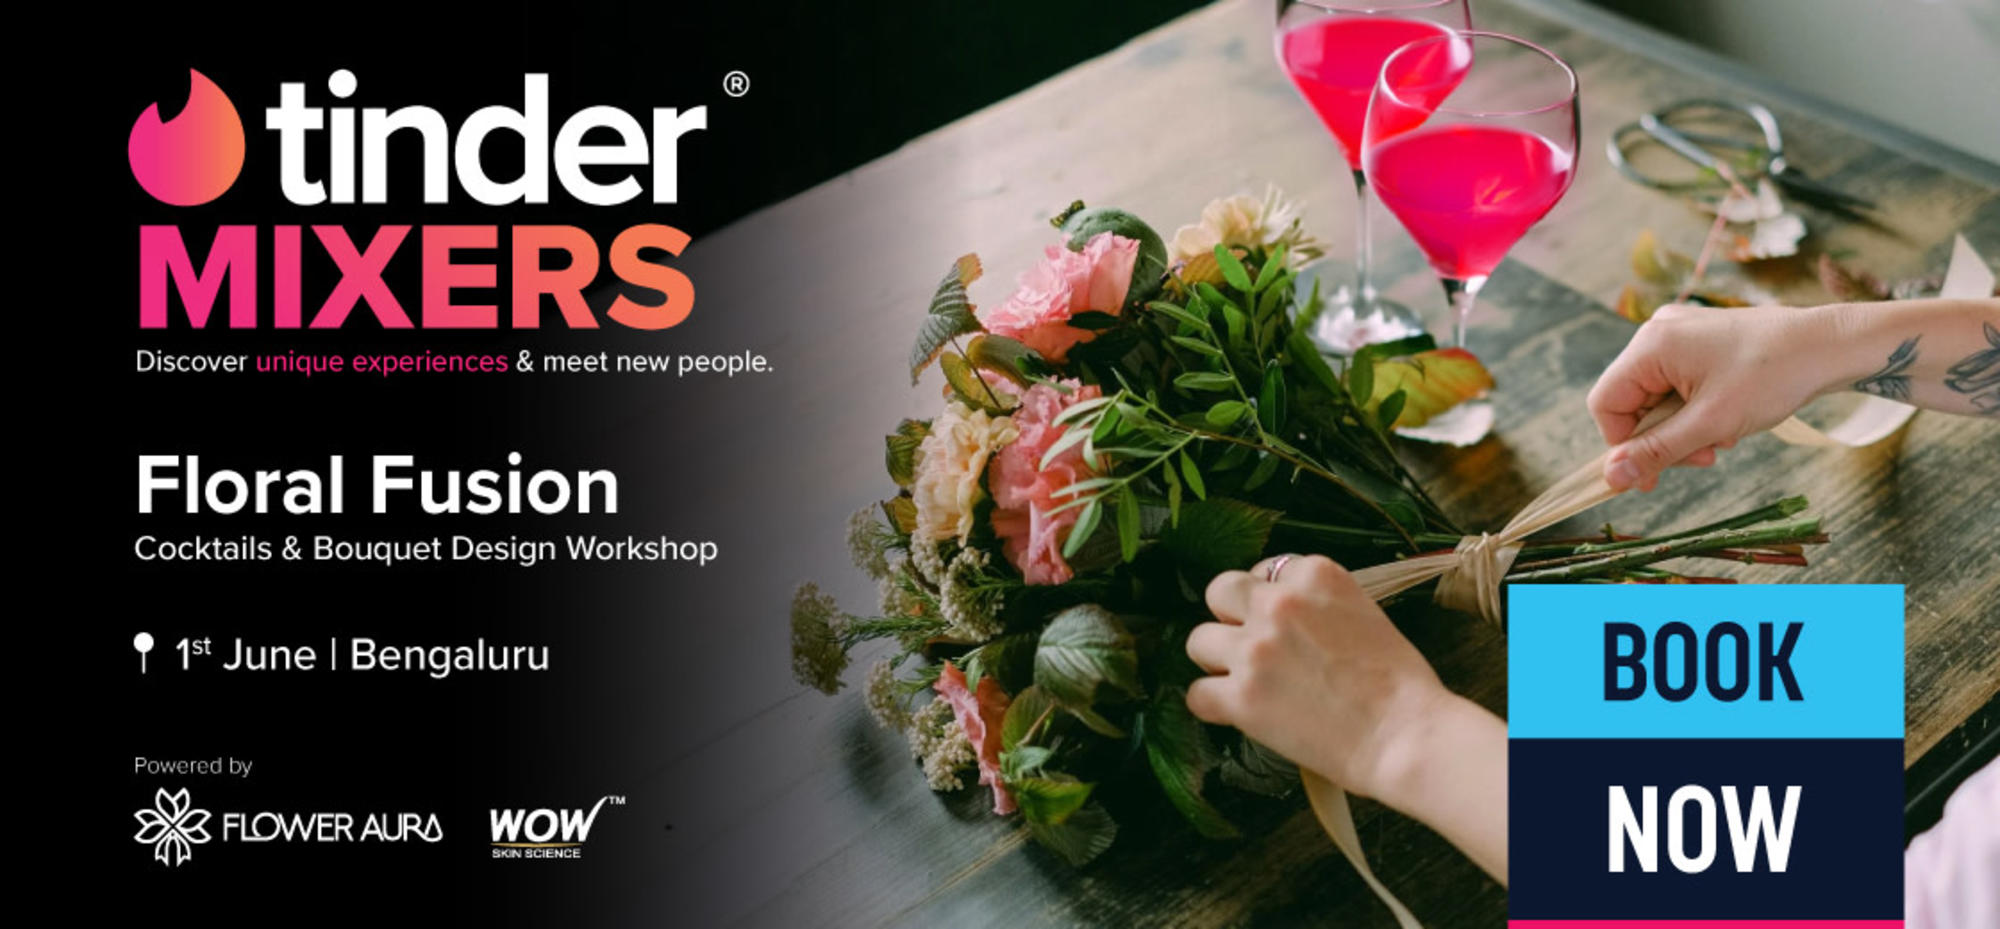 tinder ®
MIXERS
Discover unique experiences & meet new people.
Floral Fusion
Cocktails & Bouquet Design Workshop
1st June | Bengaluru
Powered by
FLOWER AURA
WOW™
SKIN SCIENCE
BOOK
NOW